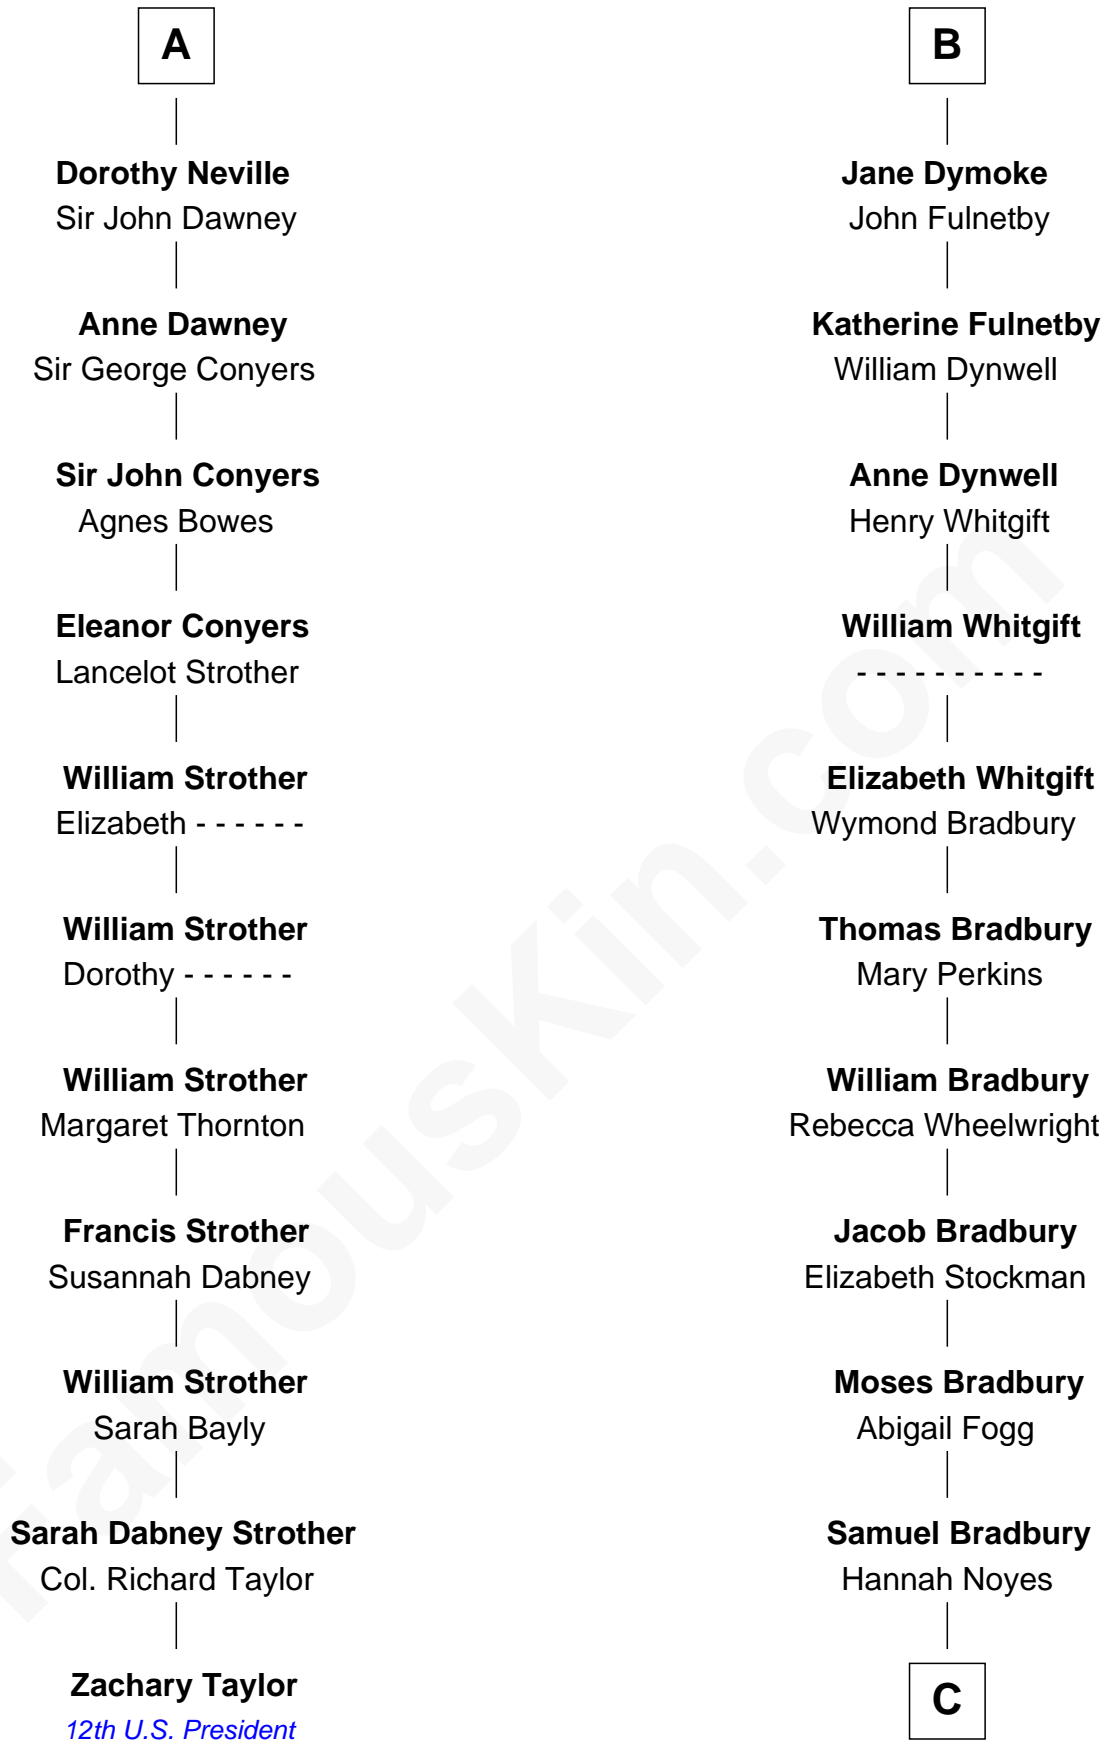 A
Dorothy Neville
Sir John Dawney
Anne Dawney
Sir George Conyers
Sir John Conyers
Agnes Bowes
Eleanor Conyers
Lancelot Strother
William Strother
Elizabeth - - - - - -
William Strother
Dorothy - - - - - -
William Strother
Margaret Thornton
Francis Strother
Susannah Dabney
William Strother
Sarah Bayly
Sarah Dabney Strother
Col. Richard Taylor
Zachary Taylor
12th U.S. President
B
Jane Dymoke
John Fulnetby
Katherine Fulnetby
William Dynwell
Anne Dynwell
Henry Whitgift
William Whitgift
- - - - - - - - - -
Elizabeth Whitgift
Wymond Bradbury
Thomas Bradbury
Mary Perkins
William Bradbury
Rebecca Wheelwright
Jacob Bradbury
Elizabeth Stockman
Moses Bradbury
Abigail Fogg
Samuel Bradbury
Hannah Noyes
C
FamousKin.com